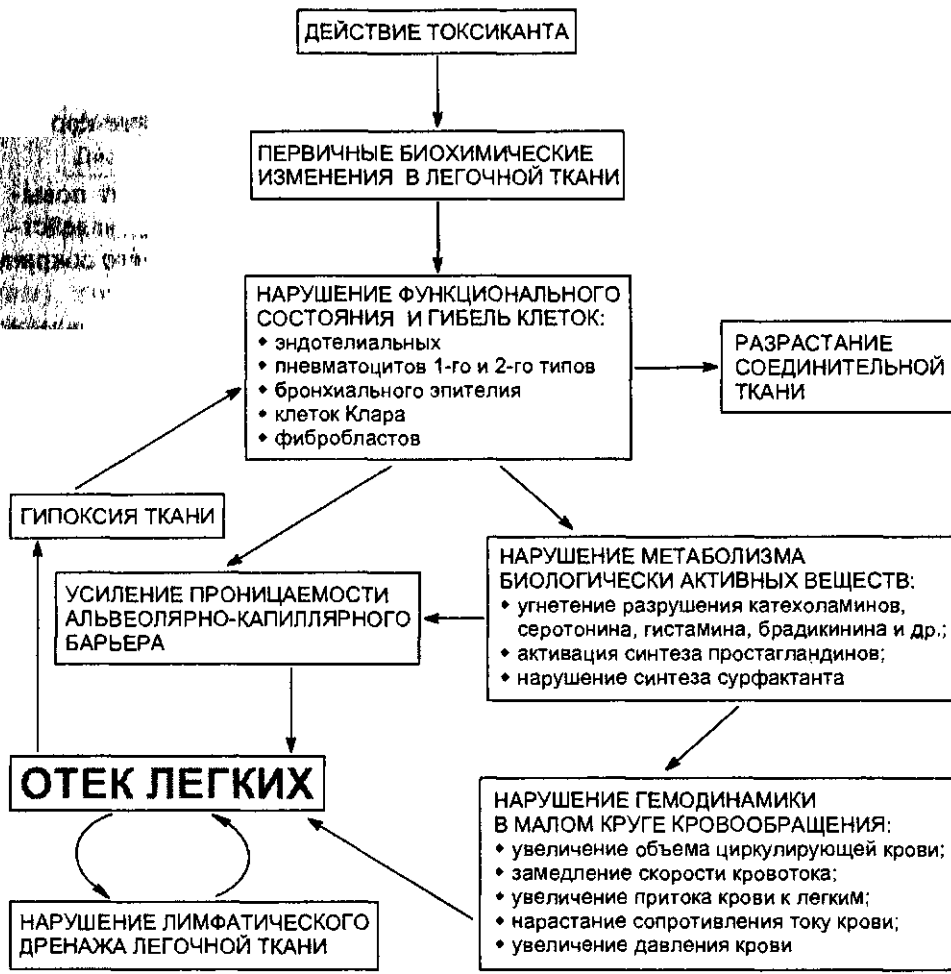 ДЕЙСТВИЕ ТОКСИКАНТА
ПЕРВИЧНЫЕ БИОХИМИЧЕСКИЕ
ИЗМЕНЕНИЯ В ЛЕГОЧНОЙ ТКАНИ
НАРУШЕНИЕ ФУНКЦИОНАЛЬНОГО
СОСТОЯНИЯ И ГИБЕЛЬ КЛЕТОК:
• эндотелиальных
• пневматоцитов 1-го и 2-го типов
• бронхиального эпителия
• клеток Клара
• фибробластов
РАЗРАСТАНИЕ
СОЕДИНИТЕЛЬНОЙ
ТКАНИ
ГИПОКСИЯ ТКАНИ
УСИЛЕНИЕ ПРОНИЦАЕМОСТИ
АЛЬВЕОЛЯРНО-КАПИЛЛЯРНОГО
БАРЬЕРА
НАРУШЕНИЕ МЕТАБОЛИЗМА
БИОЛОГИЧЕСКИ АКТИВНЫХ ВЕЩЕСТВ:
• угнетение разрушения катехоламинов,
серотонина, гистамина, брадикинина и др.;
• активация синтеза простагландинов;
• нарушение синтеза сурфактанта
ОТЕК ЛЕГКИХ
НАРУШЕНИЕ ГЕМОДИНАМИКИ
В МАЛОМ КРУГЕ КРОВООБРАЩЕНИЯ:
• увеличение объема циркулирующей крови;
• замедление скорости кровотока;
• увеличение притока крови к легким;
• нарастание сопротивления току крови;
• увеличение давления крови
НАРУШЕНИЕ ЛИМФАТИЧЕСКОГО
ДРЕНАЖА ЛЕГОЧНОЙ ТКАНИ